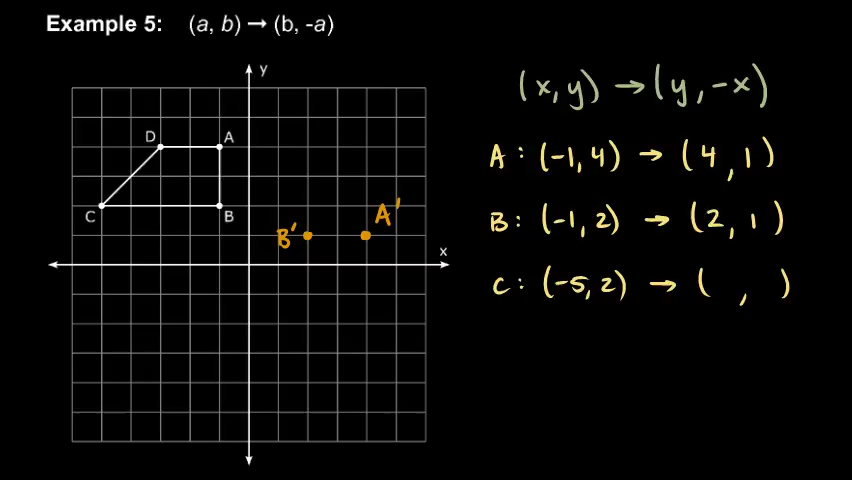 Example 5: (a, b) → (b, -a)
y
(x, y) → (y, -x)
D A
A : (-1, 4) → (4, 1)
C B
A'
B: (-1, 2) → (2, 1)
B'
x
C: (-5, 2) → ( , )